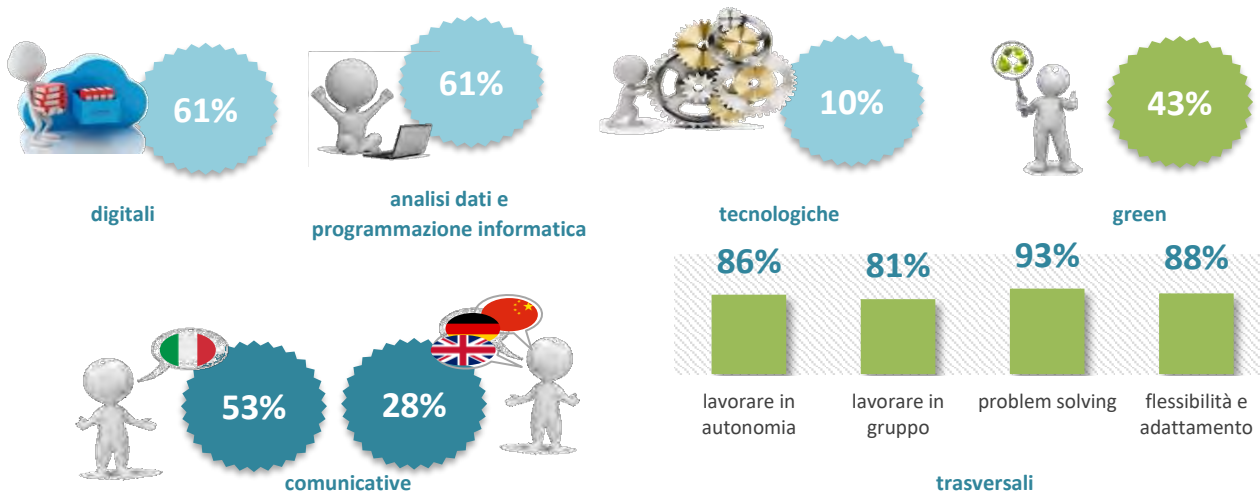 61%
61%
10%
43%
digitali
analisi dati e
programmazione informatica
tecnologiche
green
86%
81%
93%
88%
53%
28%
lavorare in
autonomia
lavorare in
gruppo
problem solving
flessibilità e
adattamento
comunicative
trasversali